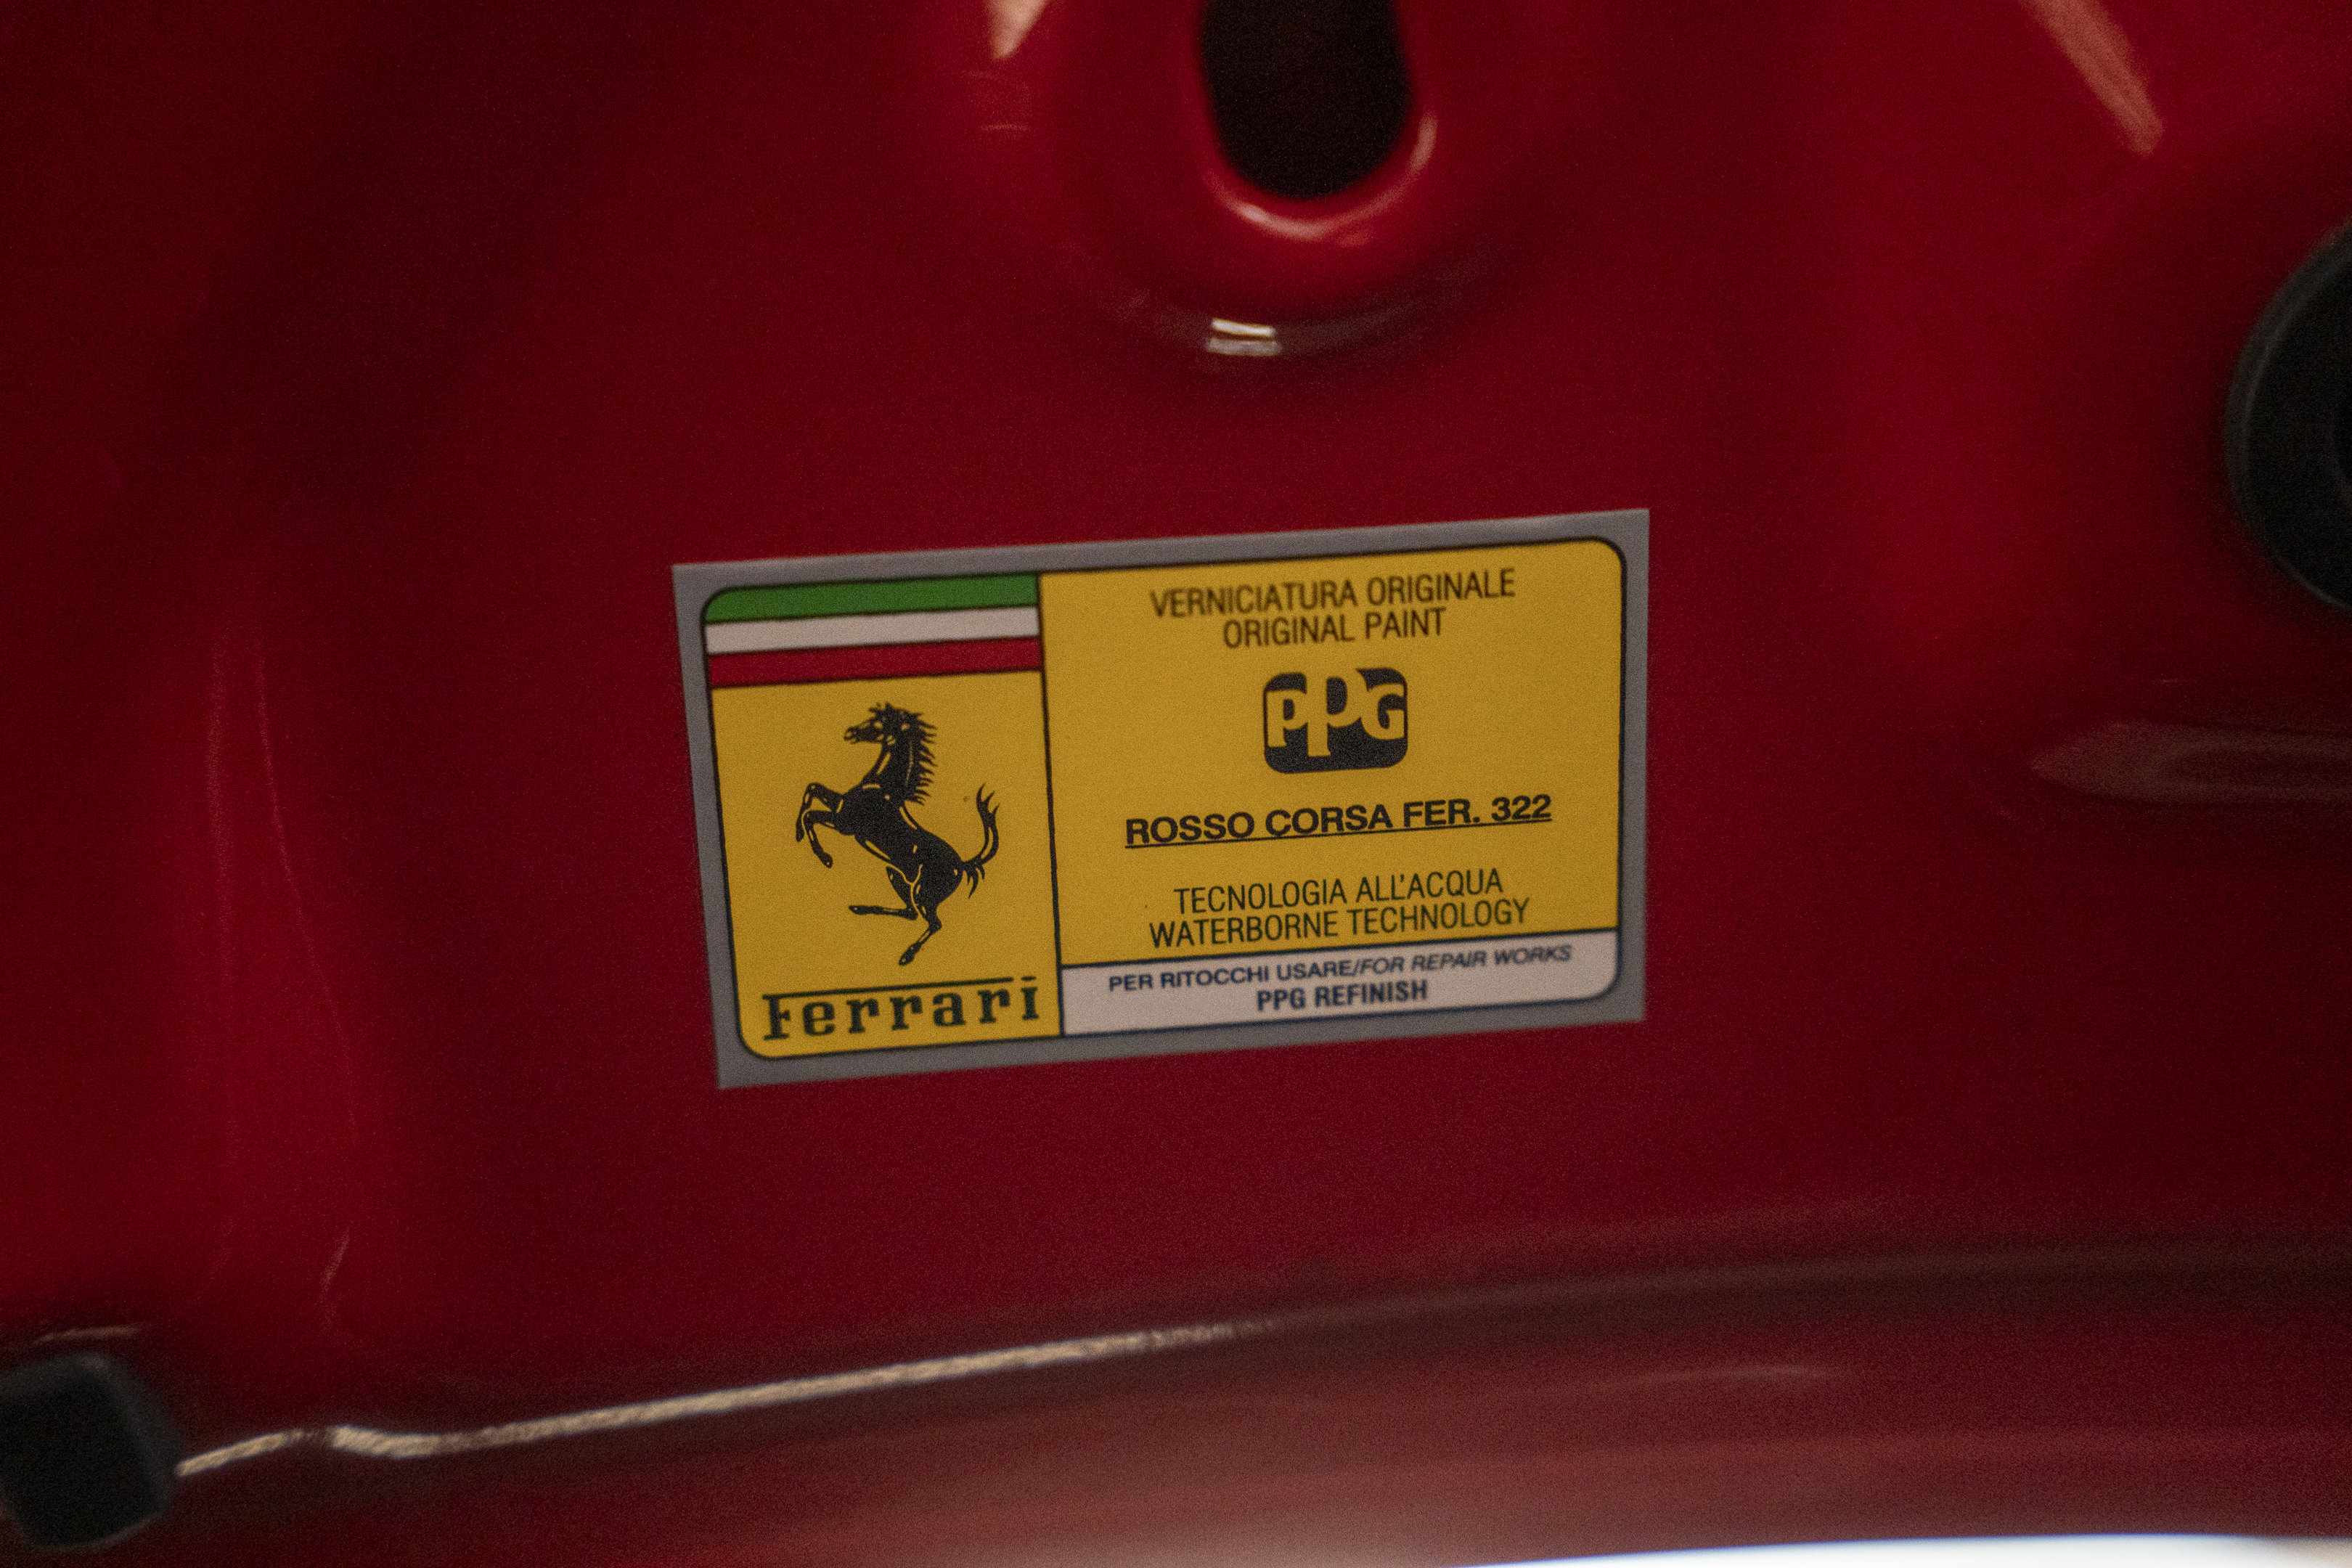 VERNICIATURA ORIGINALE
ORIGINAL PAINT
PPG
ROSSO CORSA FER. 322
TECNOLOGIA ALL'ACQUA
WATERBORNE TECHNOLOGY
PER RITOCCHI USARE/FOR REPAIR WORKS
PPG REFINISH
Ferrari